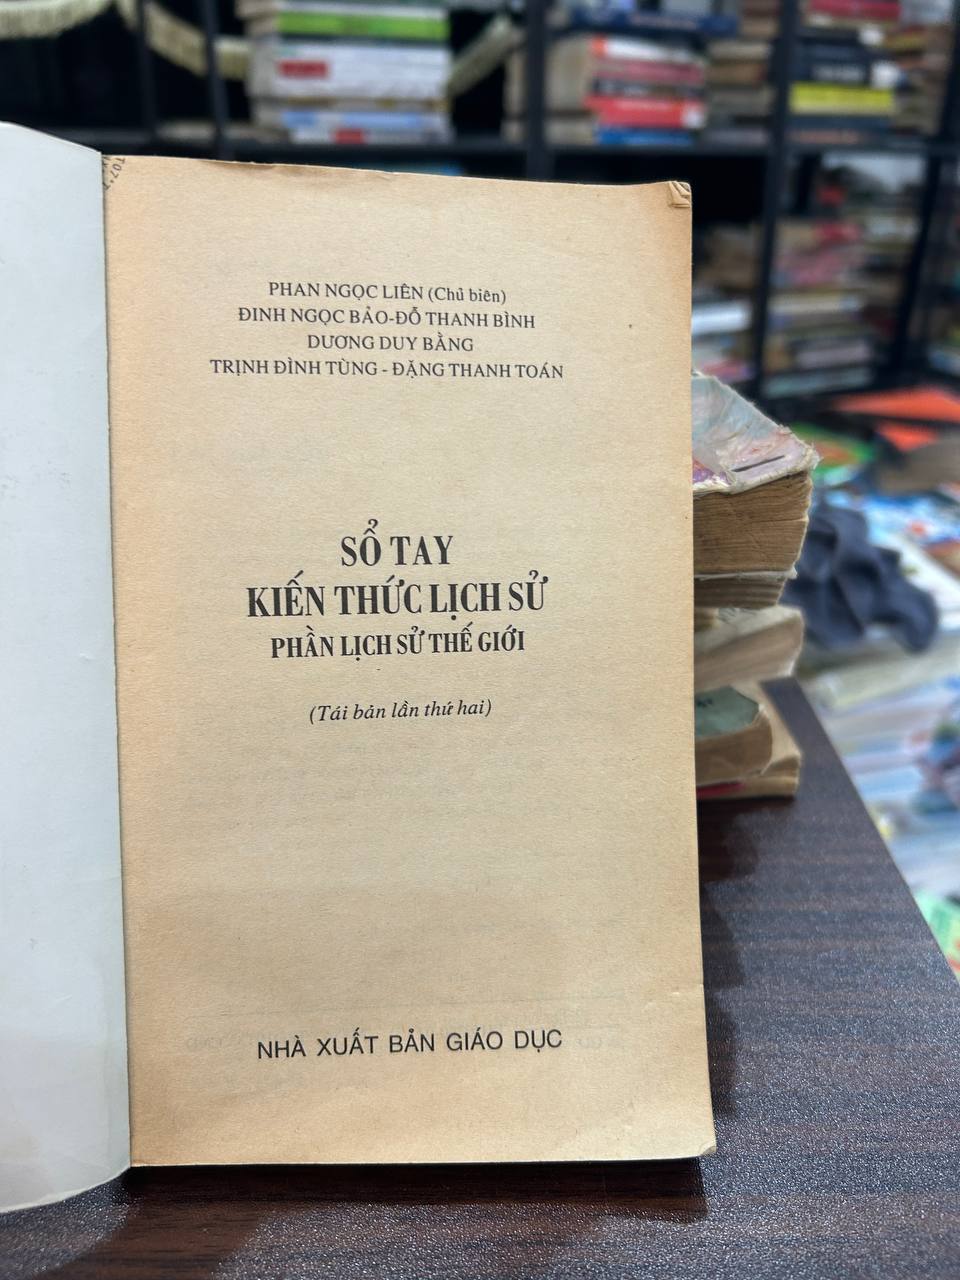 PHAN NGỌC LIÊN (Chủ biên)
ĐINH NGỌC BẢO-ĐỖ THANH BÌNH
DƯƠNG DUY BẰNG
TRỊNH ĐÌNH TÙNG - ĐẶNG THANH TOÁN
SỔ TAY
KIẾN THỨC LỊCH SỬ
PHẦN LỊCH SỬ THẾ GIỚI
(Tái bản lần thứ hai)
NHÀ XUẤT BẢN GIÁO DỤC